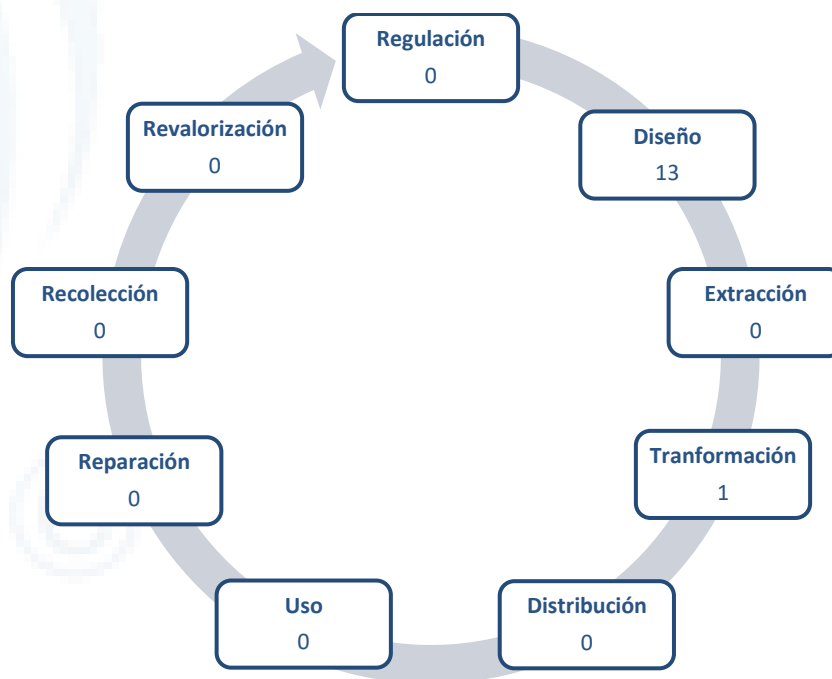 Regulación
0
Diseño
13
Extracción
0
Tranformación
1
Distribución
0
Uso
0
Reparación
0
Recolección
0
Revalorización
0